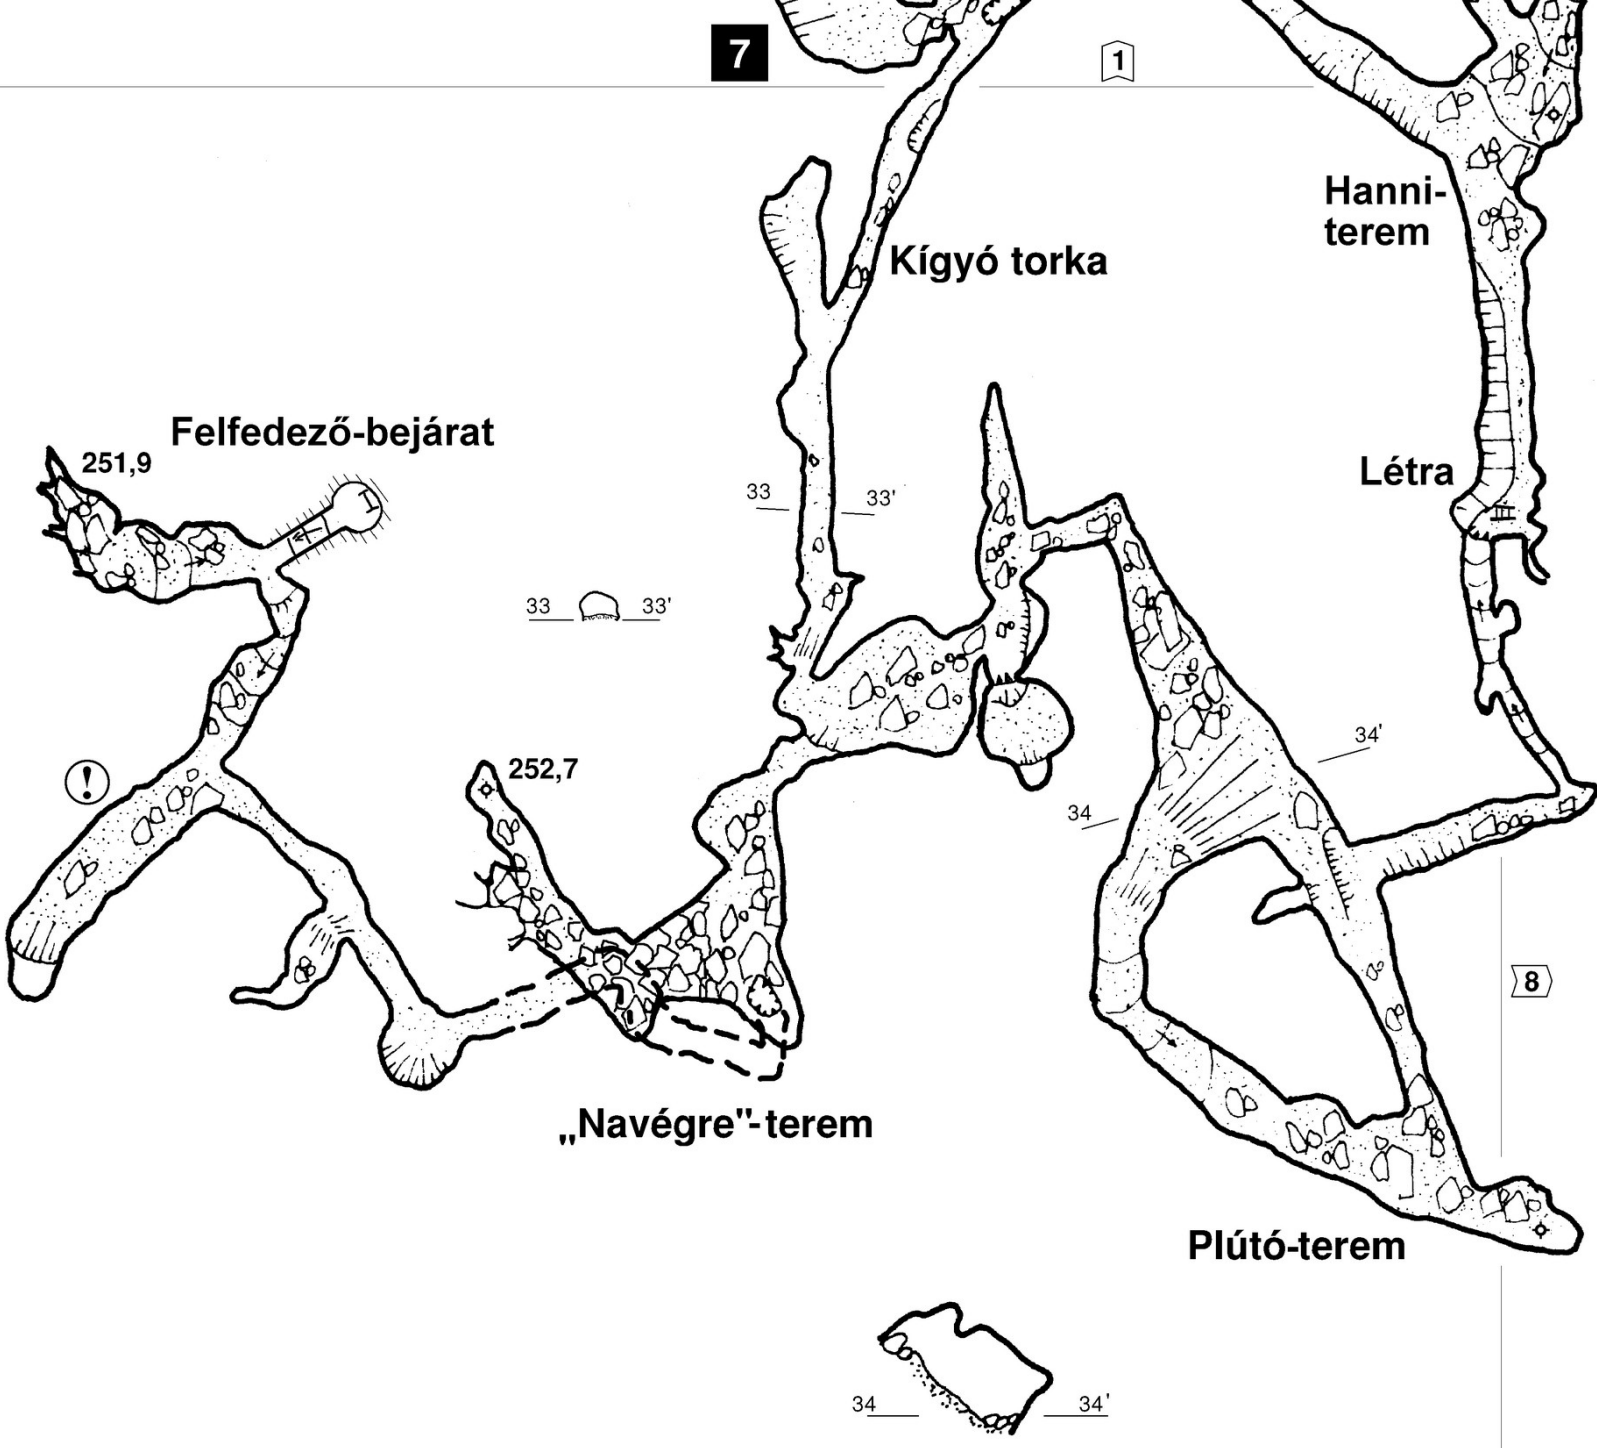 7
1
Hanni-
terem
Kígyó torka
Felfedező-bejárat
251,9
Létra
33
33'
33
33'
!
252,7
34'
34
8
„Navégre"-terem
Plútó-terem
34
34'